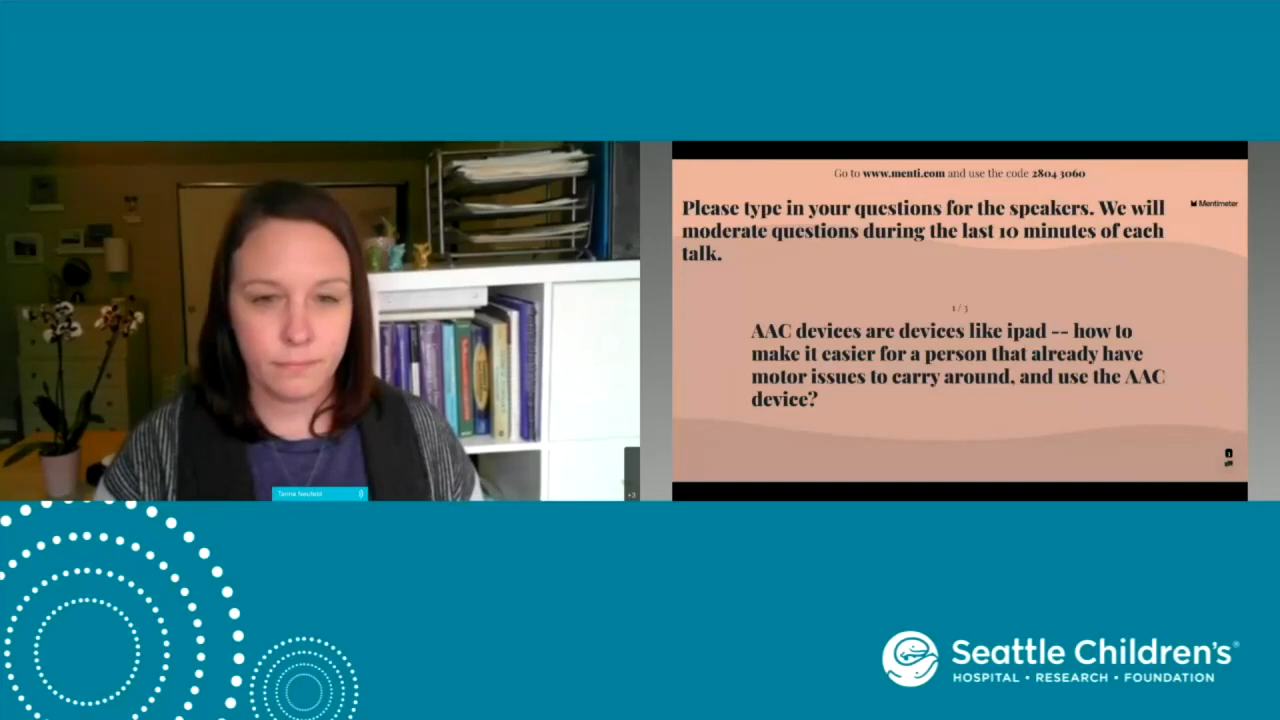 Go to www.menti.com and use the code 2804 3060
Mentimeter
Please type in your questions for the speakers. We will
moderate questions during the last 10 minutes of each
talk.
1 / 3
AAC devices are devices like ipad -- how to
make it easier for a person that already have
motor issues to carry around, and use the AAC
device?
+3
Seattle Children's®
HOSPITAL • RESEARCH • FOUNDATION